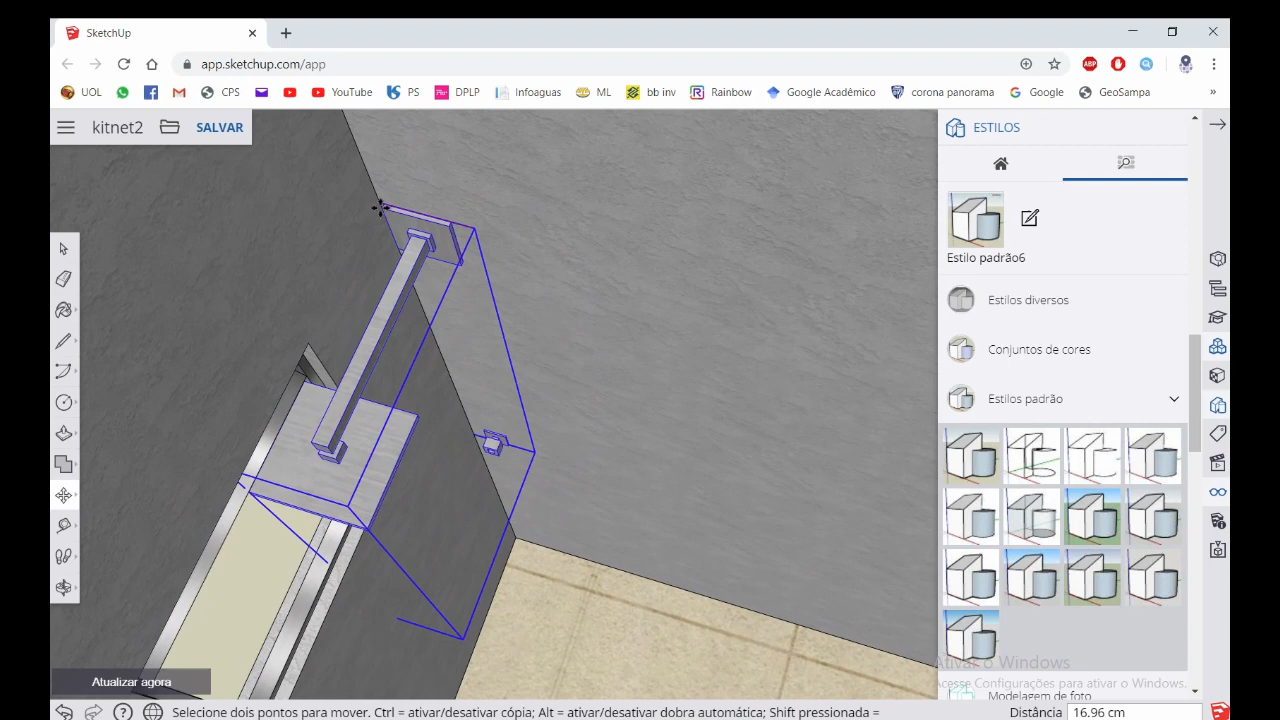 SketchUp
app.sketchup.com/app
ABP
UOL
CPS
YouTube
PS
DPLP
Infoaguas
ML
bb inv
Rainbow
Google Acadêmico
corona panorama
Google
GeoSampa
»
kitnet2
SALVAR
ESTILOS
Estilo padrão6
Estilos diversos
Conjuntos de cores
Estilos padrão
Modelagem de foto
Ativar o Windows
Acesse Configurações para ativar o Windows.
Atualizar agora
Selecione dois pontos para mover. Ctrl = ativar/desativar cópia; Alt = ativar/desativar dobra automática; Shift pressionada =
Distância
16.96 cm